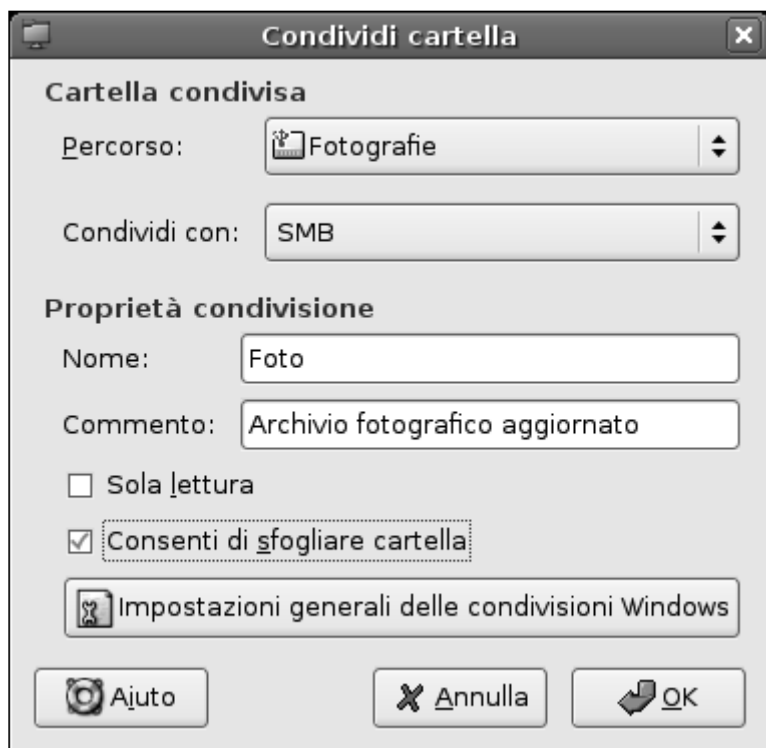 Condividi cartella
Cartella condivisa
Percorso: Fotografie
Condividi con: SMB
Proprietà condivisione
Nome: Foto
Commento: Archivio fotografico aggiornato
Sola lettura
Consenti di sfogliare cartella
Impostazioni generali delle condivisioni Windows
Aiuto Annulla OK